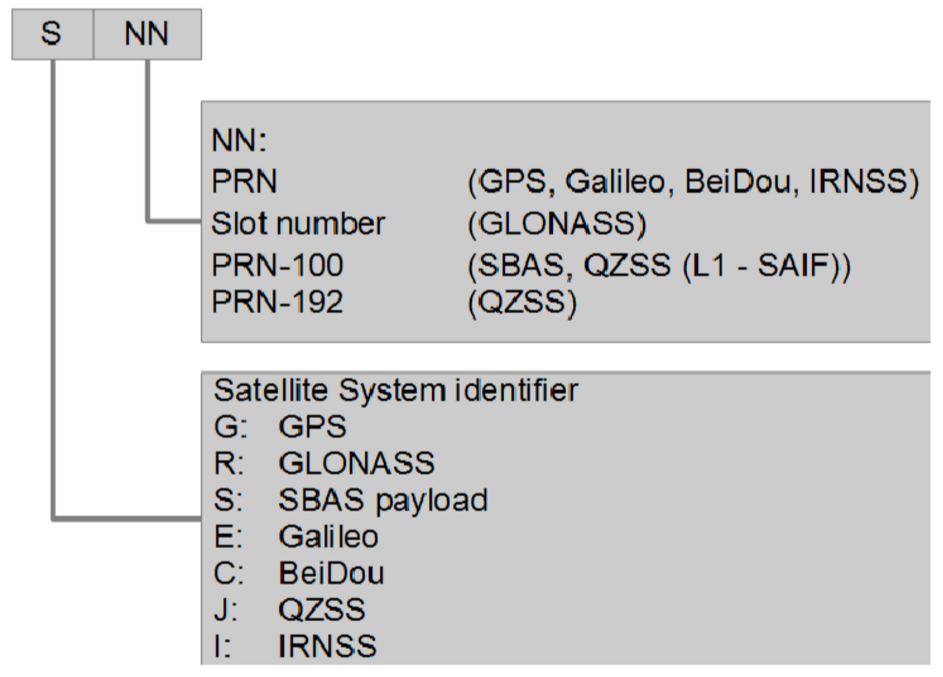 S NN
NN:
PRN (GPS, Galileo, BeiDou, IRNSS)
Slot number (GLONASS)
PRN-100 (SBAS, QZSS (L1 - SAIF))
PRN-192 (QZSS)
Satellite System identifier
G: GPS
R: GLONASS
S: SBAS payload
E: Galileo
C: BeiDou
J: QZSS
I: IRNSS